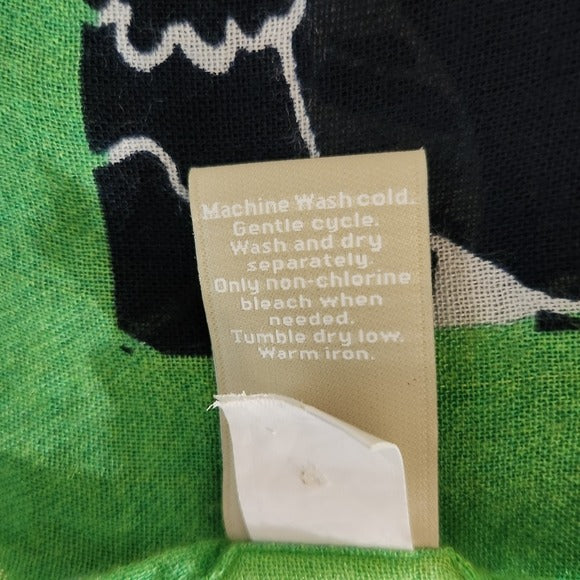 Machine Wash cold.
Gentle cycle.
Wash and dry
separately.
Only non-chlorine
bleach when
needed.
Tumble dry low.
Warm iron.